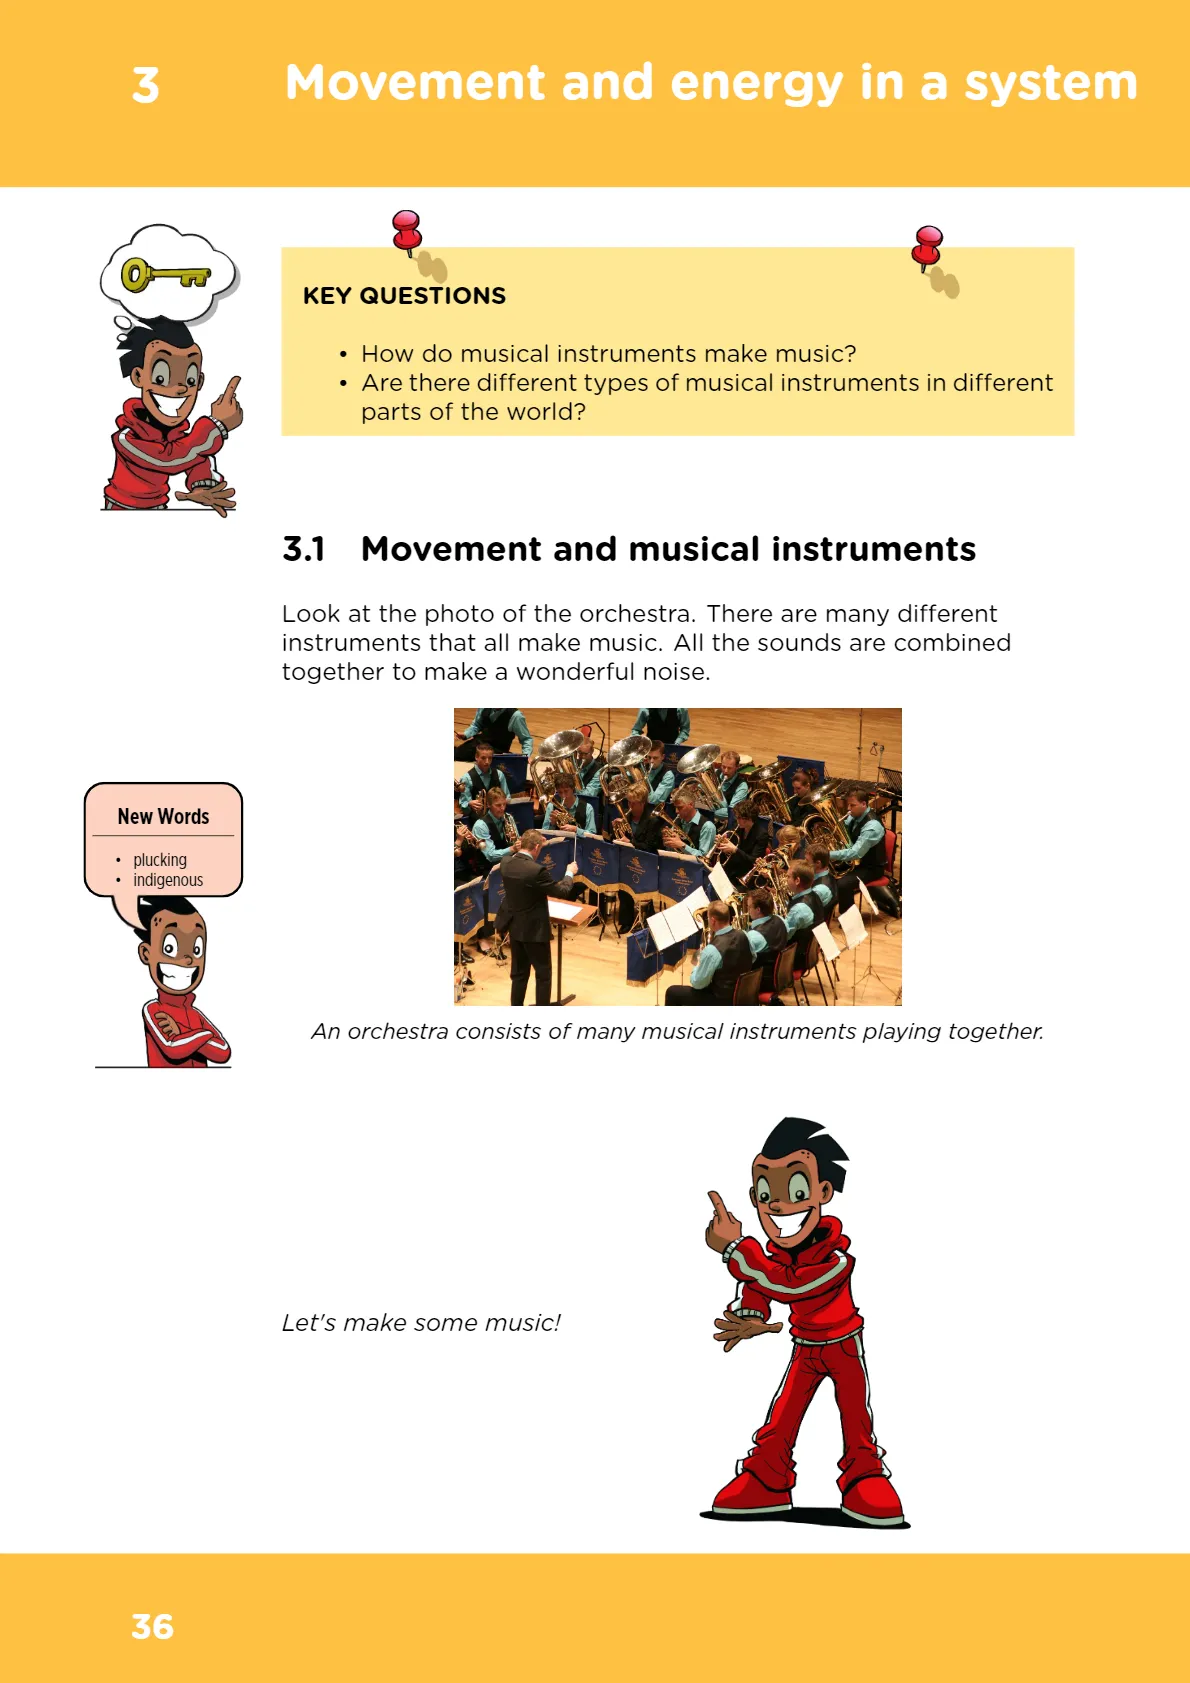 3 Movement and energy in a system
KEY QUESTIONS
• How do musical instruments make music?
• Are there different types of musical instruments in different
parts of the world?
3.1 Movement and musical instruments
Look at the photo of the orchestra. There are many different
instruments that all make music. All the sounds are combined
together to make a wonderful noise.
New Words
• plucking
• indigenous
An orchestra consists of many musical instruments playing together.
Let's make some music!
36